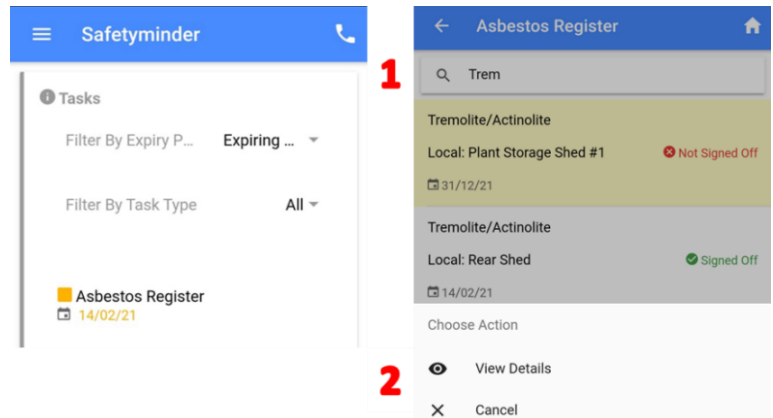 Safetyminder
Tasks
Filter By Expiry P... Expiring ...
Filter By Task Type All
Asbestos Register
14/02/21
1
2
Asbestos Register
Trem
Tremolite/Actinolite
Local: Plant Storage Shed #1 Not Signed Off
31/12/21
Tremolite/Actinolite
Local: Rear Shed Signed Off
14/02/21
Choose Action
View Details
Cancel